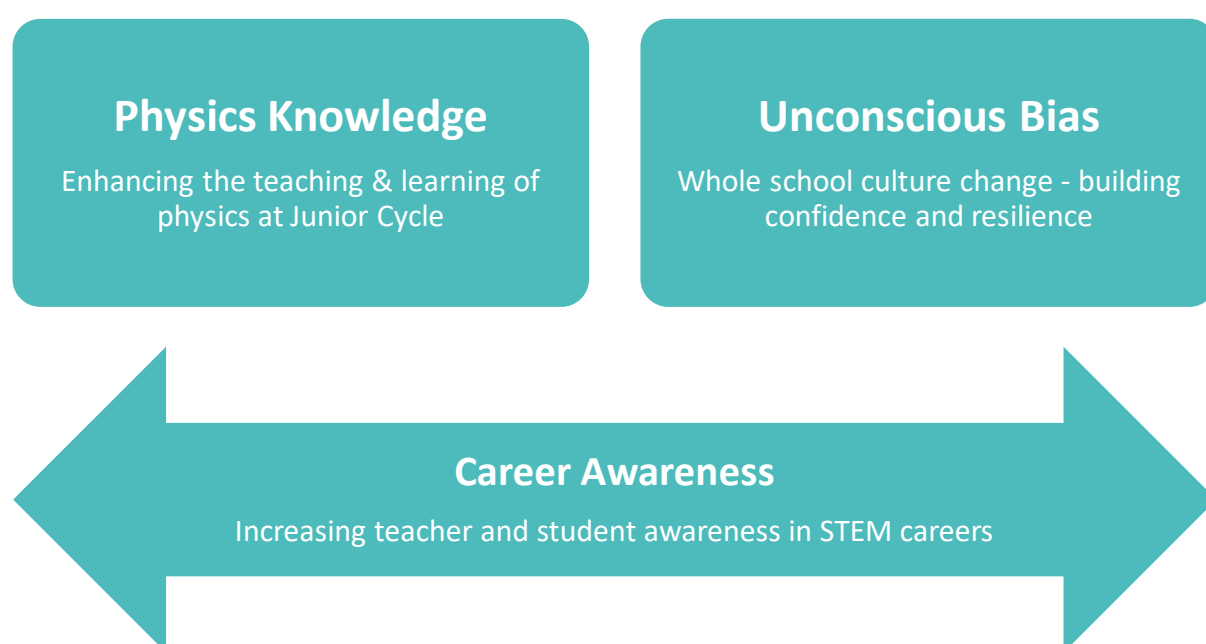 Physics Knowledge
Enhancing the teaching & learning of
physics at Junior Cycle
Unconscious Bias
Whole school culture change - building
confidence and resilience
Career Awareness
Increasing teacher and student awareness in STEM careers